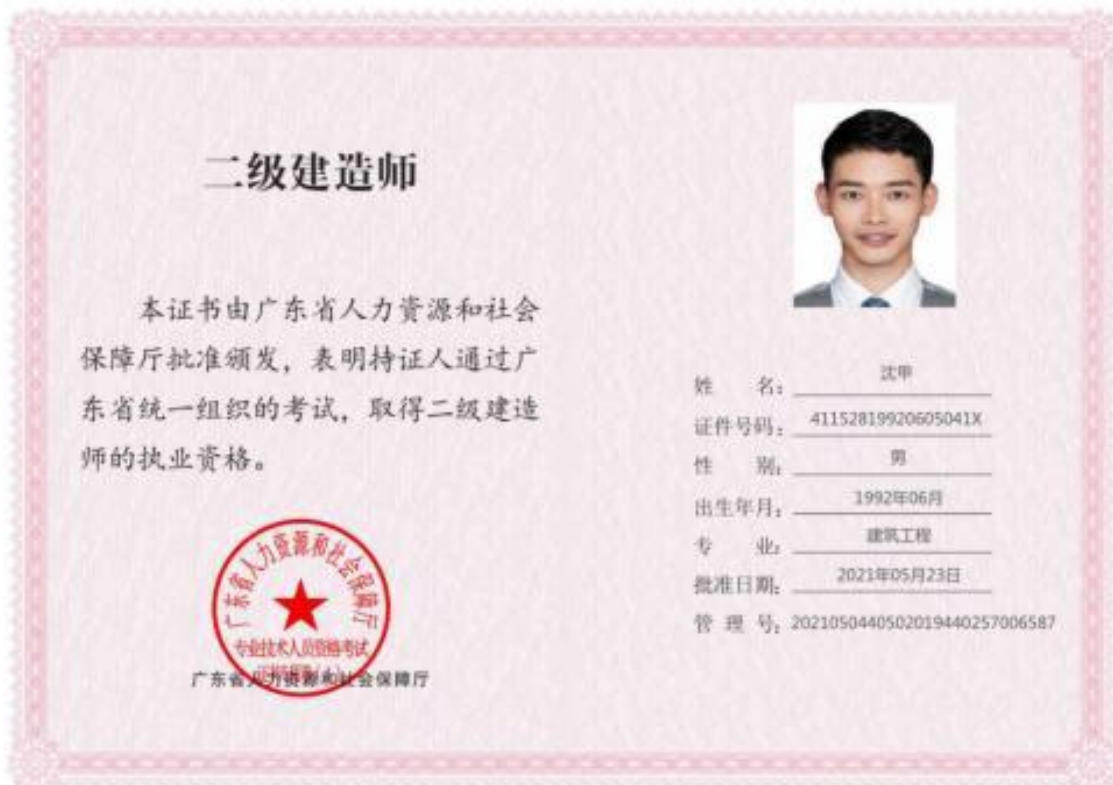 二级建造师
本证书由广东省人力资源和社会
保障厅批准颁发，表明持证人通过广
东省统一组织的考试，取得二级建造
师的执业资格。
广东省人力资源和社会保障厅
专业技术人员资格考试
广东省人力资源和社会保障厅
姓 名：沈甲
证件号码：41152819920605041X
性 别：男
出生年月：1992年06月
专 业：建筑工程
批准日期：2021年05月23日
管 理 号：2021050440502019440257006587